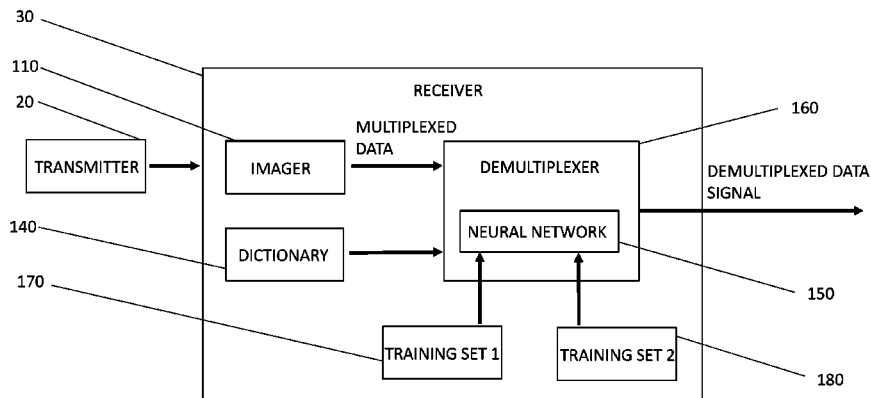 30
110
RECEIVER
160
20
MULTIPLEXED
DATA
TRANSMITTER
IMAGER
DEMULTIPLEXER
DEMULTIPLEXED DATA
SIGNAL
140
NEURAL NETWORK
DICTIONARY
170
150
TRAINING SET 1
TRAINING SET 2
180